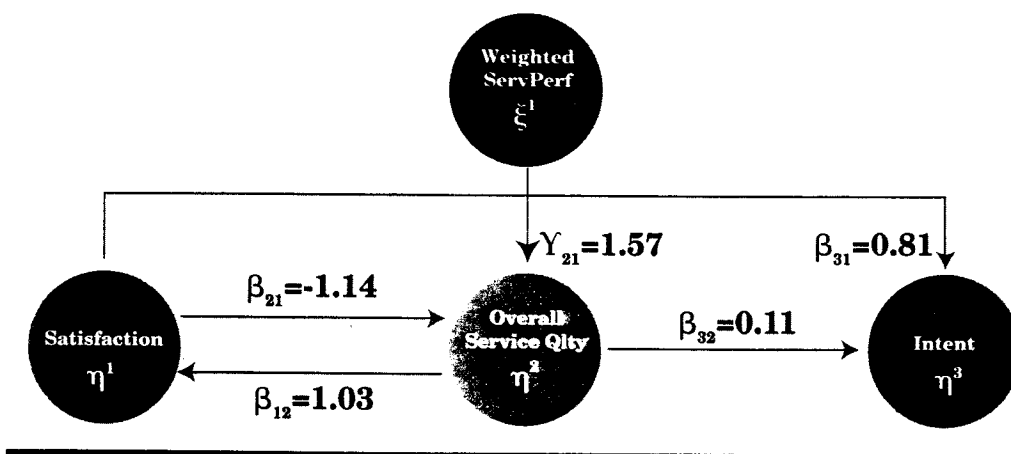 Weighted
ServPerf
ξ¹
ϒ₂₁=1.57
β₃₁=0.81
β₂₁=-1.14
Satisfaction
η¹
β₁₂=1.03
Overall
Service Qlty
η²
β₃₂=0.11
Intent
η³